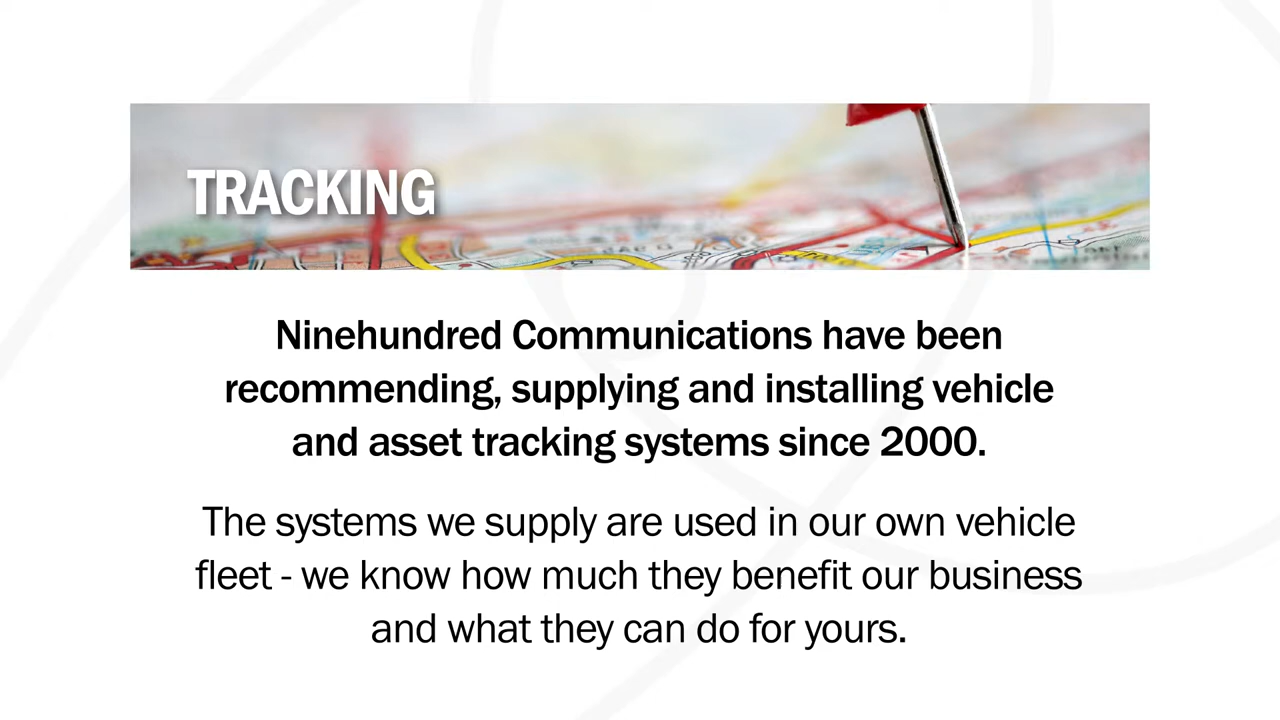 TRACKING
Ninehundred Communications have been
recommending, supplying and installing vehicle
and asset tracking systems since 2000.
The systems we supply are used in our own vehicle
fleet - we know how much they benefit our business
and what they can do for yours.